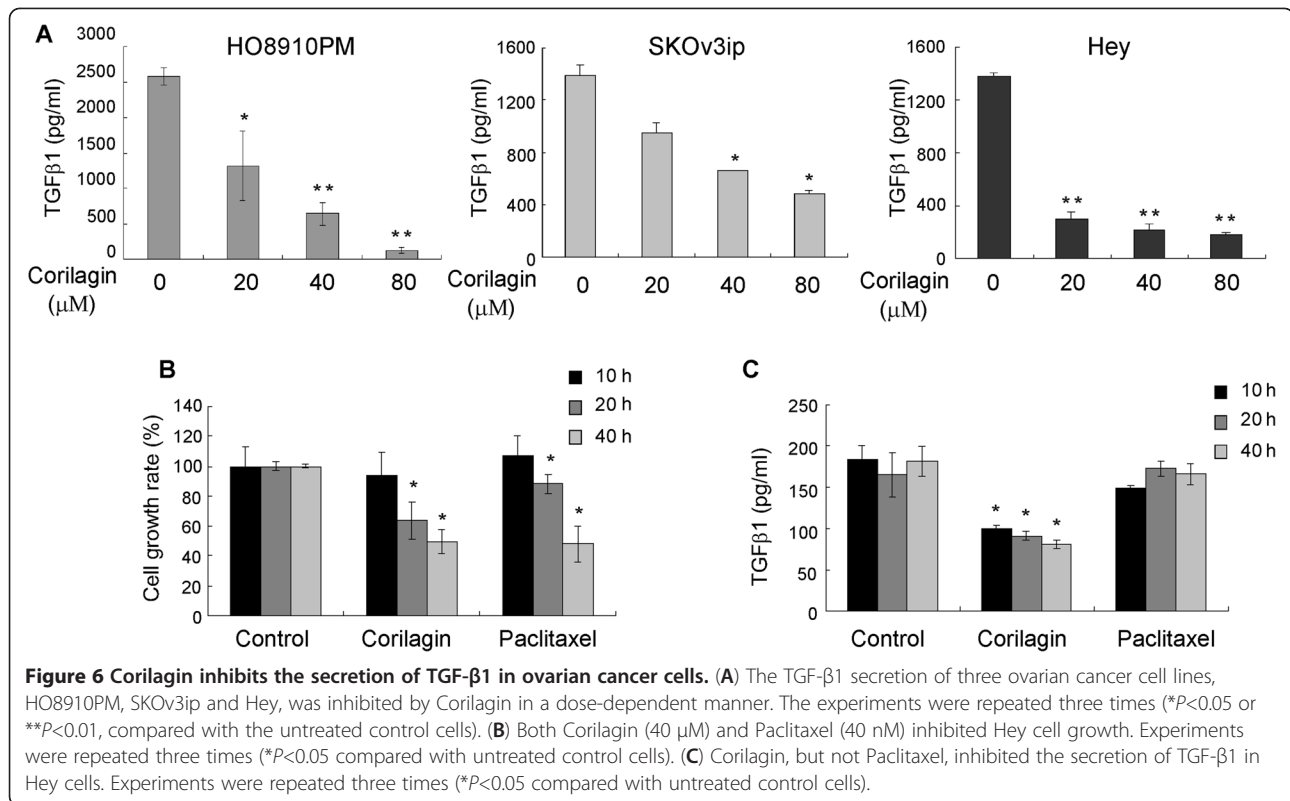 A
HO8910PM
SKOv3ip
Hey
TGFβ1 (pg/ml)
3000
2500
2000
1500
1000
500
0
*
**
**
Corilagin
(μM)
0 20 40 80
TGFβ1 (pg/ml)
1600
1200
800
400
0
*
*
Corilagin
(μM)
0 20 40 80
TGFβ1 (pg/ml)
1600
1200
800
400
0
**
**
**
Corilagin
(μM)
0 20 40 80
B
10 h
20 h
40 h
Cell growth rate (%)
140
120
100
80
60
40
20
0
*
*
*
*
Control Corilagin Paclitaxel
C
10 h
20 h
40 h
TGFβ1 (pg/ml)
250
200
150
100
50
0
* * *
Control Corilagin Paclitaxel
Figure 6 Corilagin inhibits the secretion of TGF-β1 in ovarian cancer cells. (A) The TGF-β1 secretion of three ovarian cancer cell lines,
HO8910PM, SKOv3ip and Hey, was inhibited by Corilagin in a dose-dependent manner. The experiments were repeated three times (*P<0.05 or
**P<0.01, compared with the untreated control cells). (B) Both Corilagin (40 μM) and Paclitaxel (40 nM) inhibited Hey cell growth. Experiments
were repeated three times (*P<0.05 compared with untreated control cells). (C) Corilagin, but not Paclitaxel, inhibited the secretion of TGF-β1 in
Hey cells. Experiments were repeated three times (*P<0.05 compared with untreated control cells).